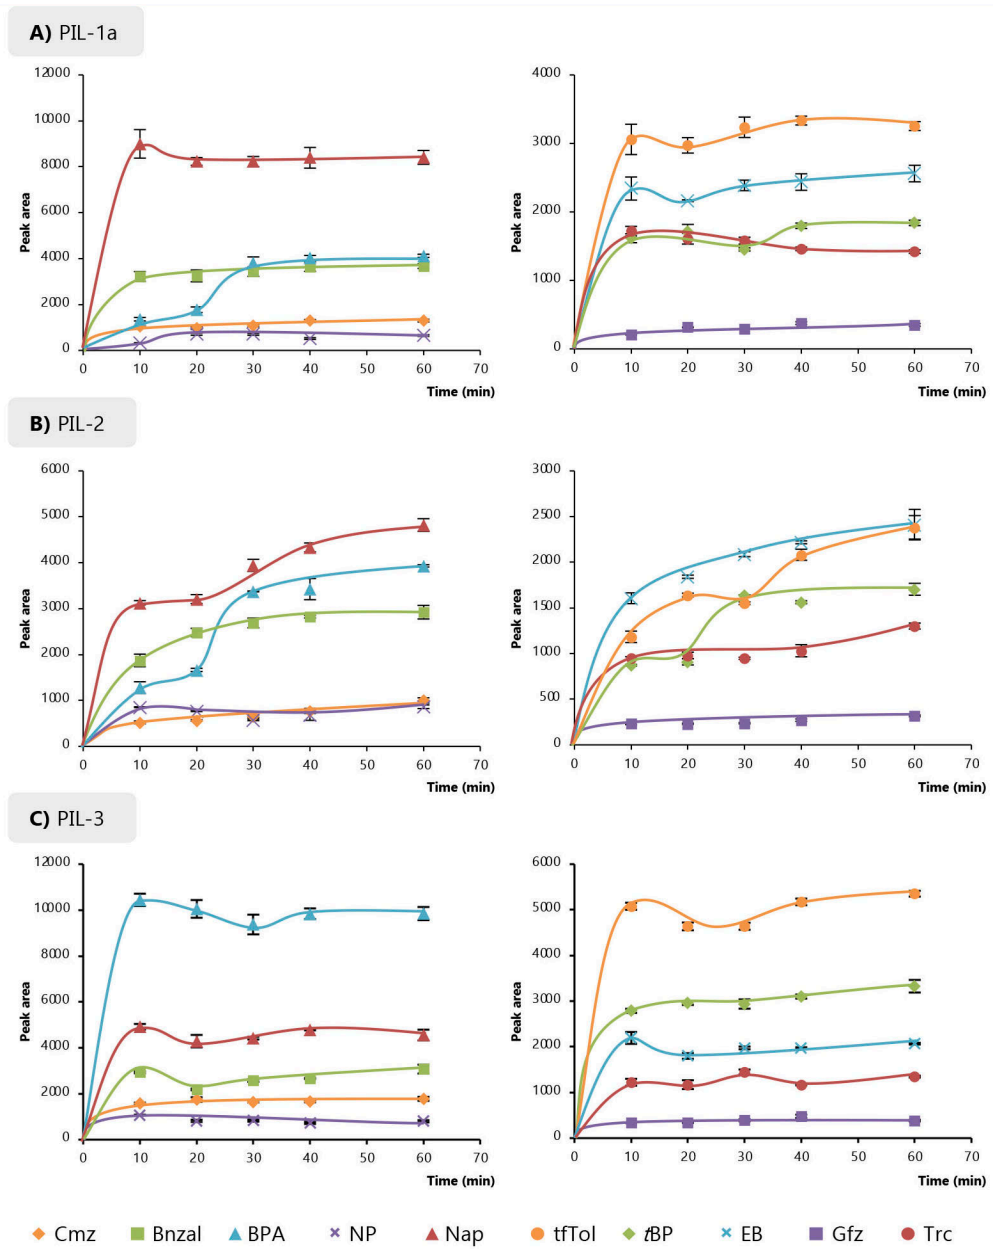 A) PIL-1a
12000
10000
8000
6000
4000
2000
0
Peak area
0 10 20 30 40 50 60 70
Time (min)
4000
3000
2000
1000
0
Peak area
0 10 20 30 40 50 60 70
Time (min)
B) PIL-2
6000
5000
4000
3000
2000
1000
0
Peak area
0 10 20 30 40 50 60 70
Time (min)
3000
2500
2000
1500
1000
500
0
Peak area
0 10 20 30 40 50 60 70
Time (min)
C) PIL-3
12000
10000
8000
6000
4000
2000
0
Peak area
0 10 20 30 40 50 60 70
Time (min)
6000
5000
4000
3000
2000
1000
0
Peak area
0 10 20 30 40 50 60 70
Time (min)
Cmz Bnzal BPA NP Nap tfTol tBP EB Gfz Trc